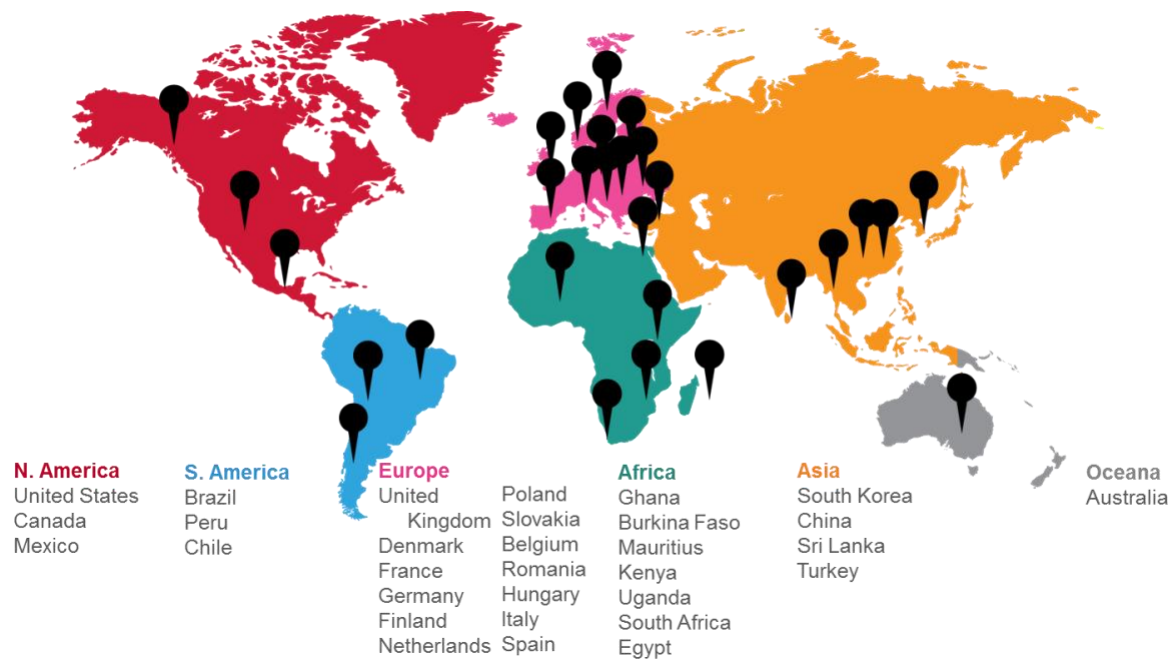 N. America
United States
Canada
Mexico
S. America
Brazil
Peru
Chile
Europe
United
Kingdom
Denmark
France
Germany
Finland
Netherlands
Poland
Slovakia
Belgium
Romania
Hungary
Italy
Spain
Africa
Ghana
Burkina Faso
Mauritius
Kenya
Uganda
South Africa
Egypt
Asia
South Korea
China
Sri Lanka
Turkey
Oceana
Australia